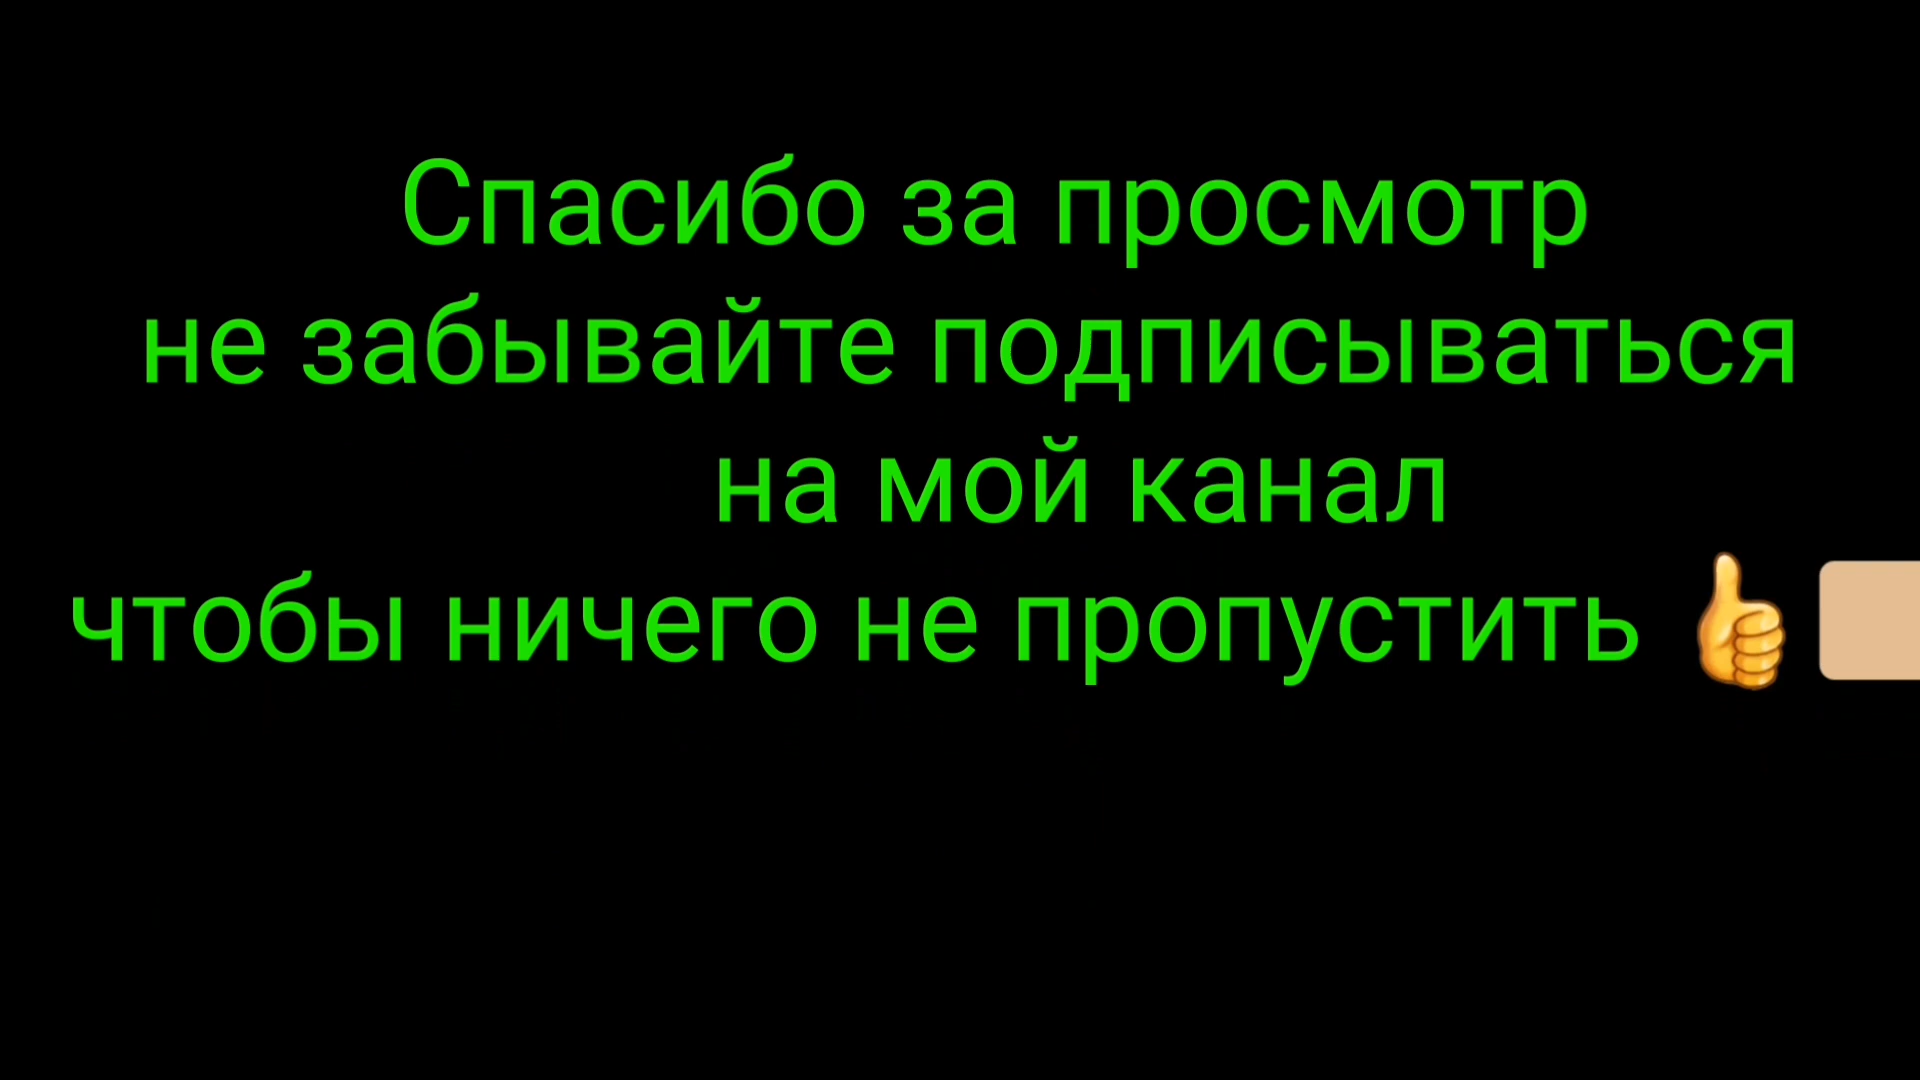 Спасибо за просмотр
не забывайте подписываться
на мой канал
чтобы ничего не пропустить 👍